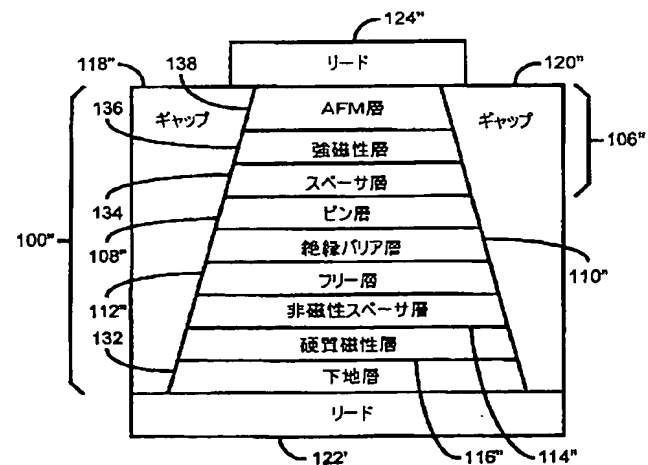 124"
リード
118"
138
120"
136
ギャップ
AFM層
ギャップ
106"
強磁性層
134
スペーサ層
ピン層
100"
108"
絶縁バリア層
110"
112"
フリー層
非磁性スペーサ層
132
硬質磁性層
下地層
リード
122'
116"
114"